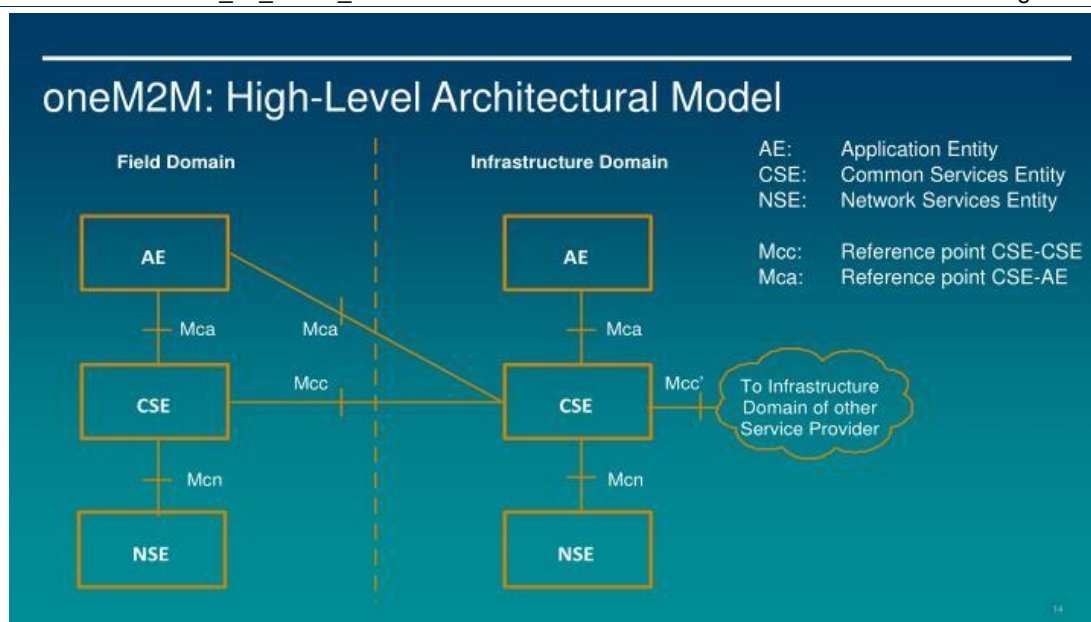 oneM2M: High-Level Architectural Model
Field Domain
Infrastructure Domain
AE: Application Entity
CSE: Common Services Entity
NSE: Network Services Entity
Mcc: Reference point CSE-CSE
Mca: Reference point CSE-AE
AE
AE
Mca
Mca
Mca
Mcc
Mcc'
CSE
CSE
To Infrastructure
Domain of other
Service Provider
Mcn
Mcn
NSE
NSE
14